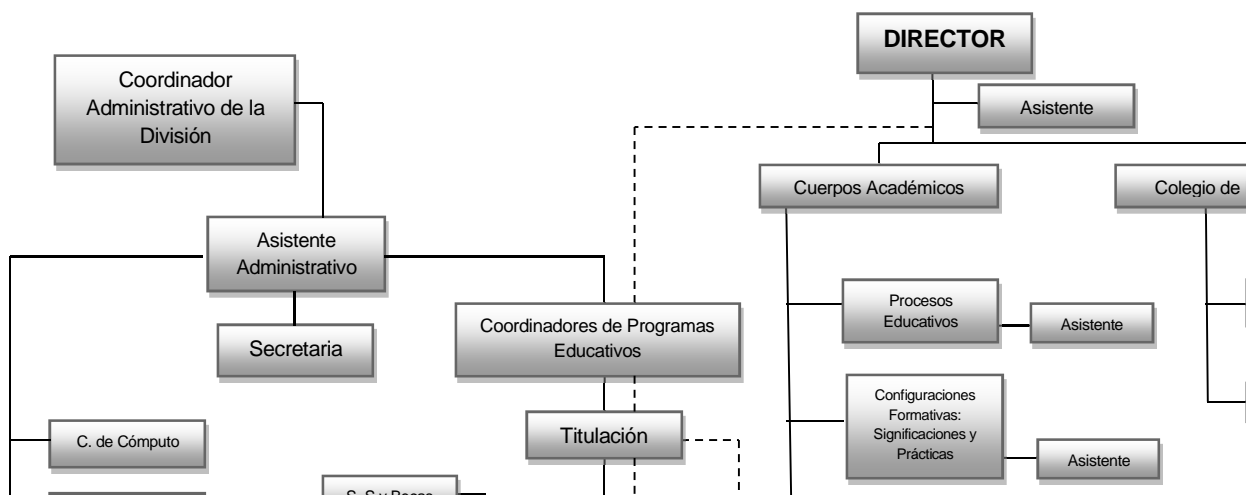 DIRECTOR
Coordinador
Administrativo de la
División
Asistente
Cuerpos Académicos
Colegio de
Asistente
Administrativo
Procesos
Educativos
Asistente
Coordinadores de Programas
Educativos
Secretaria
Configuraciones
Formativas:
Significaciones y
Prácticas
Asistente
Titulación
C. de Cómputo
S. S y Becas